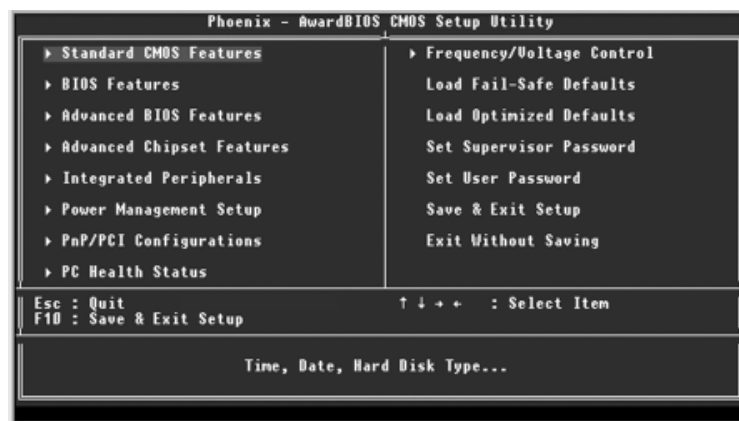 Phoenix - AwardBIOS CMOS Setup Utility
▸ Standard CMOS Features
▸ BIOS Features
▸ Advanced BIOS Features
▸ Advanced Chipset Features
▸ Integrated Peripherals
▸ Power Management Setup
▸ PnP/PCI Configurations
▸ PC Health Status
▸ Frequency/Voltage Control
Load Fail-Safe Defaults
Load Optimized Defaults
Set Supervisor Password
Set User Password
Save & Exit Setup
Exit Without Saving
Esc : Quit
F10 : Save & Exit Setup
↑ ↓ → ← : Select Item
Time, Date, Hard Disk Type...